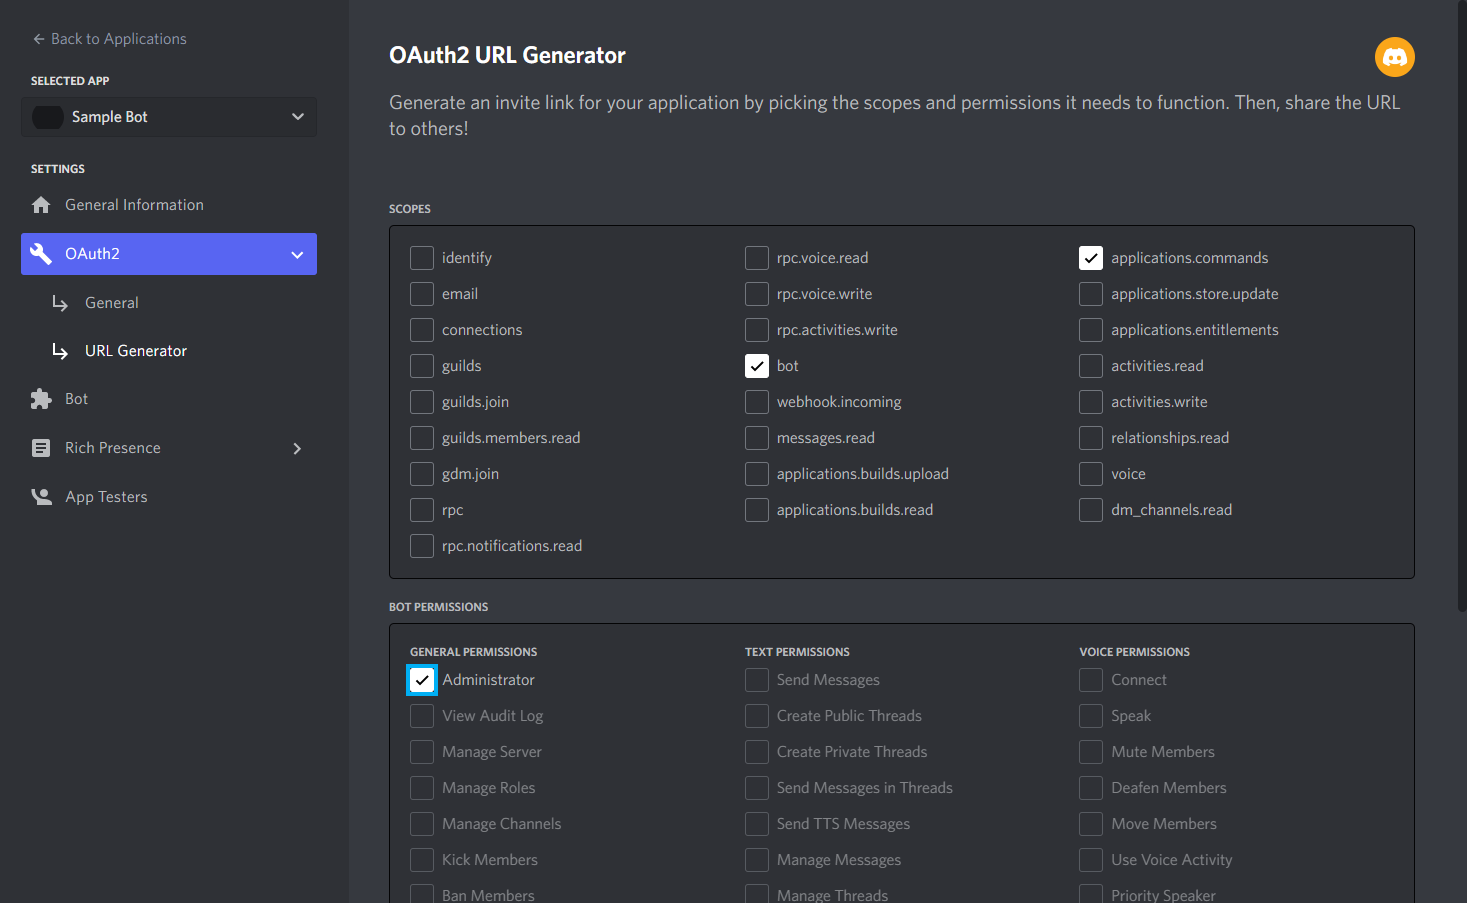 Back to Applications
SELECTED APP
Sample Bot
SETTINGS
General Information
OAuth2
General
URL Generator
Bot
Rich Presence
App Testers
OAuth2 URL Generator
Generate an invite link for your application by picking the scopes and permissions it needs to function. Then, share the URL
to others!
SCOPES
identify
email
connections
guilds
guilds.join
guilds.members.read
gdm.join
rpc
rpc.notifications.read
rpc.voice.read
rpc.voice.write
rpc.activities.write
bot
webhook.incoming
messages.read
applications.builds.upload
applications.builds.read
applications.commands
applications.store.update
applications.entitlements
activities.read
activities.write
relationships.read
voice
dm_channels.read
BOT PERMISSIONS
GENERAL PERMISSIONS
Administrator
View Audit Log
Manage Server
Manage Roles
Manage Channels
Kick Members
Ban Members
TEXT PERMISSIONS
Send Messages
Create Public Threads
Create Private Threads
Send Messages in Threads
Send TTS Messages
Manage Messages
Manage Threads
VOICE PERMISSIONS
Connect
Speak
Mute Members
Deafen Members
Move Members
Use Voice Activity
Priority Speaker